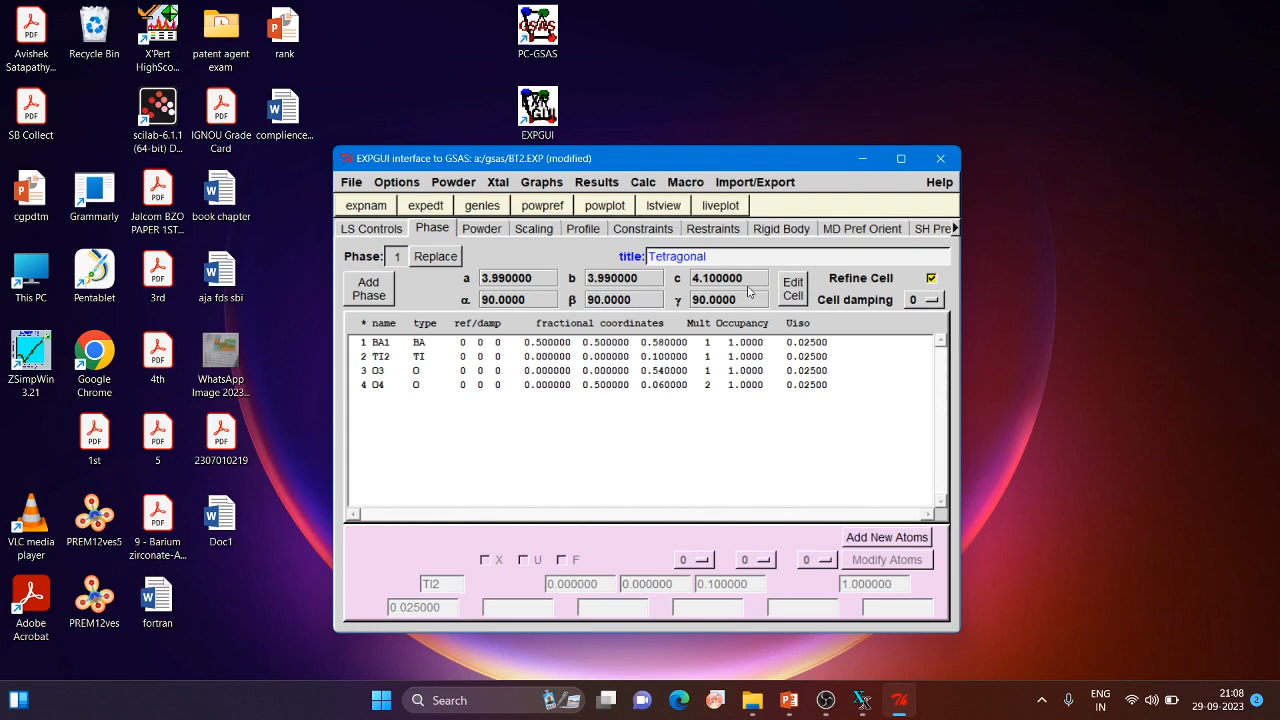 Avishek
Satapathy...
Recycle Bin
X'Pert
HighSco...
patent agent
exam
rank
PC-GSAS
SB Collect
scilab-6.1.1
(64-bit) D...
IGNOU Grade
Card
complience...
EXPGUI
cgpdtm
Grammarly
Jalcom BZO
PAPER 1ST...
book chapter
This PC
Pentablet
3rd
aja fds sbi
ZSimpWin
3.21
Google
Chrome
4th
WhatsApp
Image 2023...
1st
5
2307010219
VLC media
player
PREM12ves5
9 - Barium
zirconate-A...
Doc1
Adobe
Acrobat
PREM12ves
fortran
EXPGUI interface to GSAS: a:/gsas/BT2.EXP (modified)
File Options Powder Xtal Graphs Results Calc Macro Import/Export Help
expnam expedt genles powpref powplot lstview liveplot
LS Controls Phase Powder Scaling Profile Constraints Restraints Rigid Body MD Pref Orient SH Pre
Phase: 1 Replace title: Tetragonal
Add
Phase
a 3.990000 b 3.990000 c 4.100000
α 90.0000 β 90.0000 γ 90.0000
Edit
Cell
Refine Cell
Cell damping 0
* name type ref/damp fractional coordinates Mult Occupancy Uiso
1 BA1 BA 0 0 0 0.500000 0.500000 0.580000 1 1.0000 0.02500
2 TI2 TI 0 0 0 0.000000 0.000000 0.100000 1 1.0000 0.02500
3 O3 O 0 0 0 0.000000 0.000000 0.540000 1 1.0000 0.02500
4 O4 O 0 0 0 0.000000 0.500000 0.060000 2 1.0000 0.02500
Add New Atoms
X U F 0 0 0 Modify Atoms
TI2 0.000000 0.000000 0.100000 1.000000
0.025000
Search
ENG
IN
21:08
29-09-2023
2